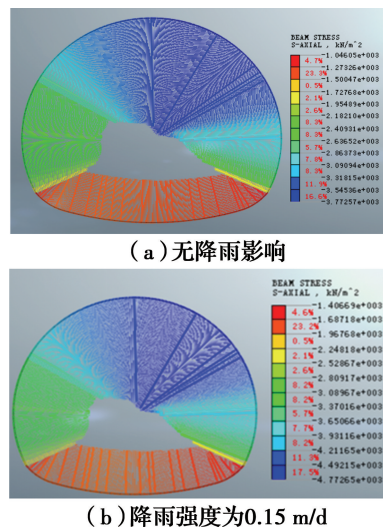 BEAM STRESS
S-AXIAL , kN/m^2
-1.04605e+003
4.7%
-1.27326e+003
23.3%
-1.50047e+003
0.5%
-1.72768e+003
2.1%
-1.95489e+003
2.6%
-2.18210e+003
8.3%
-2.40931e+003
8.3%
-2.63652e+003
5.7%
-2.86373e+003
7.8%
-3.09094e+003
8.3%
-3.31815e+003
11.9%
-3.54536e+003
16.6%
-3.77257e+003
(a)无降雨影响
BEAM STRESS
S-AXIAL , kN/m^2
-1.40669e+003
4.6%
-1.68718e+003
23.2%
-1.96768e+003
0.5%
-2.24818e+003
2.1%
-2.52867e+003
2.6%
-2.80917e+003
8.2%
-3.08967e+003
8.2%
-3.37016e+003
5.7%
-3.65066e+003
7.7%
-3.93116e+003
8.2%
-4.21165e+003
11.3%
-4.49215e+003
17.5%
-4.77265e+003
(b)降雨强度为0.15 m/d